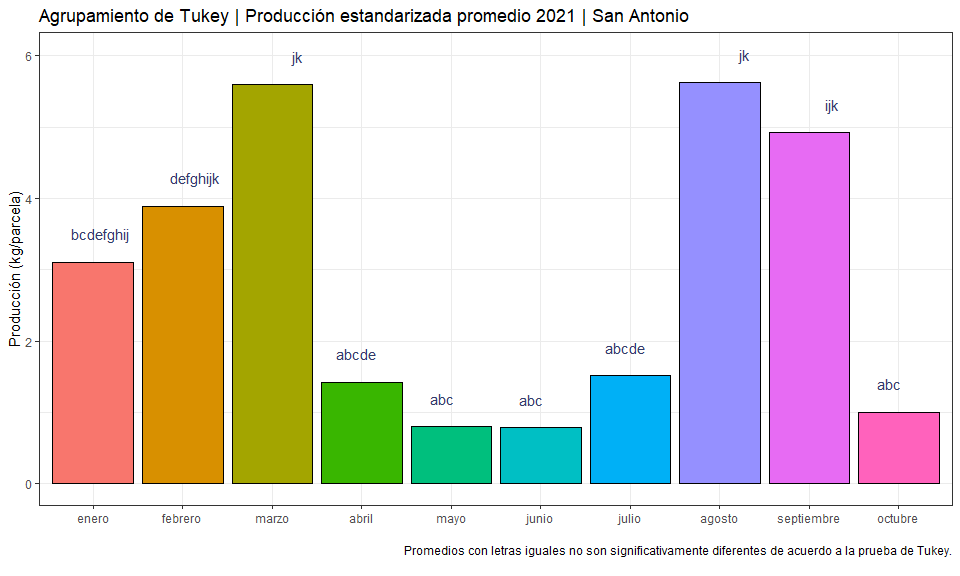 Agrupamiento de Tukey | Producción estandarizada promedio 2021 | San Antonio
Producción (kg/parcela)
6
4
2
0
bcdefghij
defghijk
jk
abcde
abc
abc
abcde
jk
ijk
abc
enero
febrero
marzo
abril
mayo
junio
julio
agosto
septiembre
octubre
Promedios con letras iguales no son significativamente diferentes de acuerdo a la prueba de Tukey.